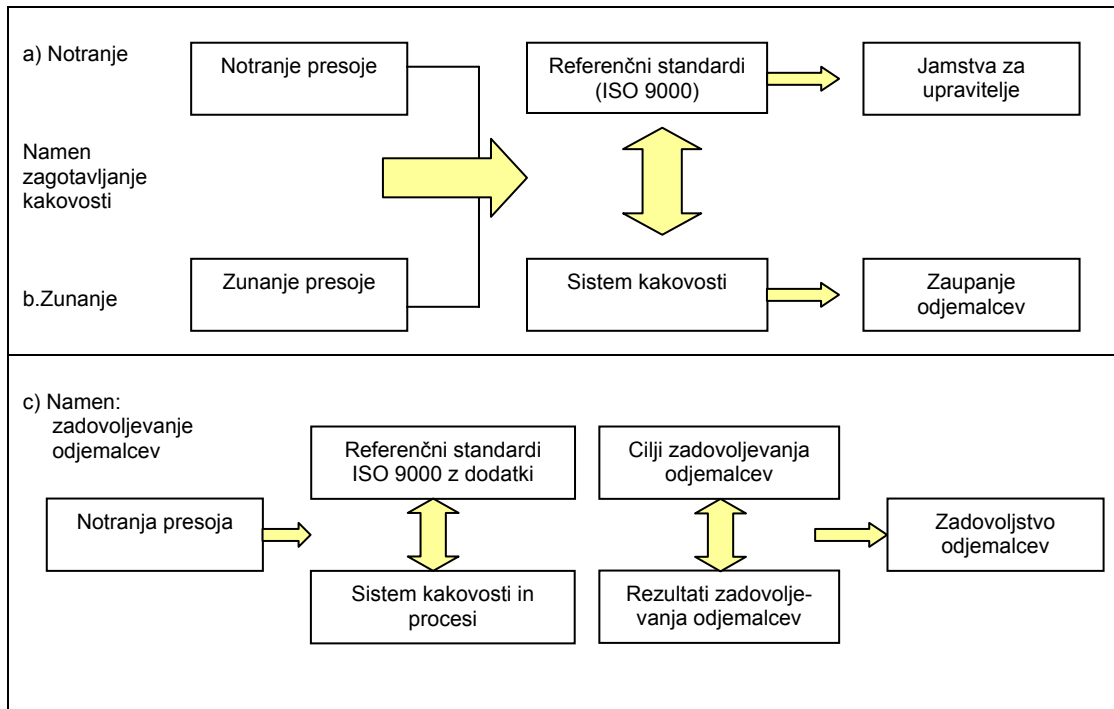 a) Notranje
Notranje presoje
Referenčni standardi
(ISO 9000)
Jamstva za
upravitelje
Namen
zagotavljanje
kakovosti
b.Zunanje
Zunanje presoje
Sistem kakovosti
Zaupanje
odjemalcev
c) Namen:
zadovoljevanje
odjemalcev
Notranja presoja
Referenčni standardi
ISO 9000 z dodatki
Sistem kakovosti in
procesi
Cilji zadovoljevanja
odjemalcev
Rezultati zadovolje-
vanja odjemalcev
Zadovoljstvo
odjemalcev